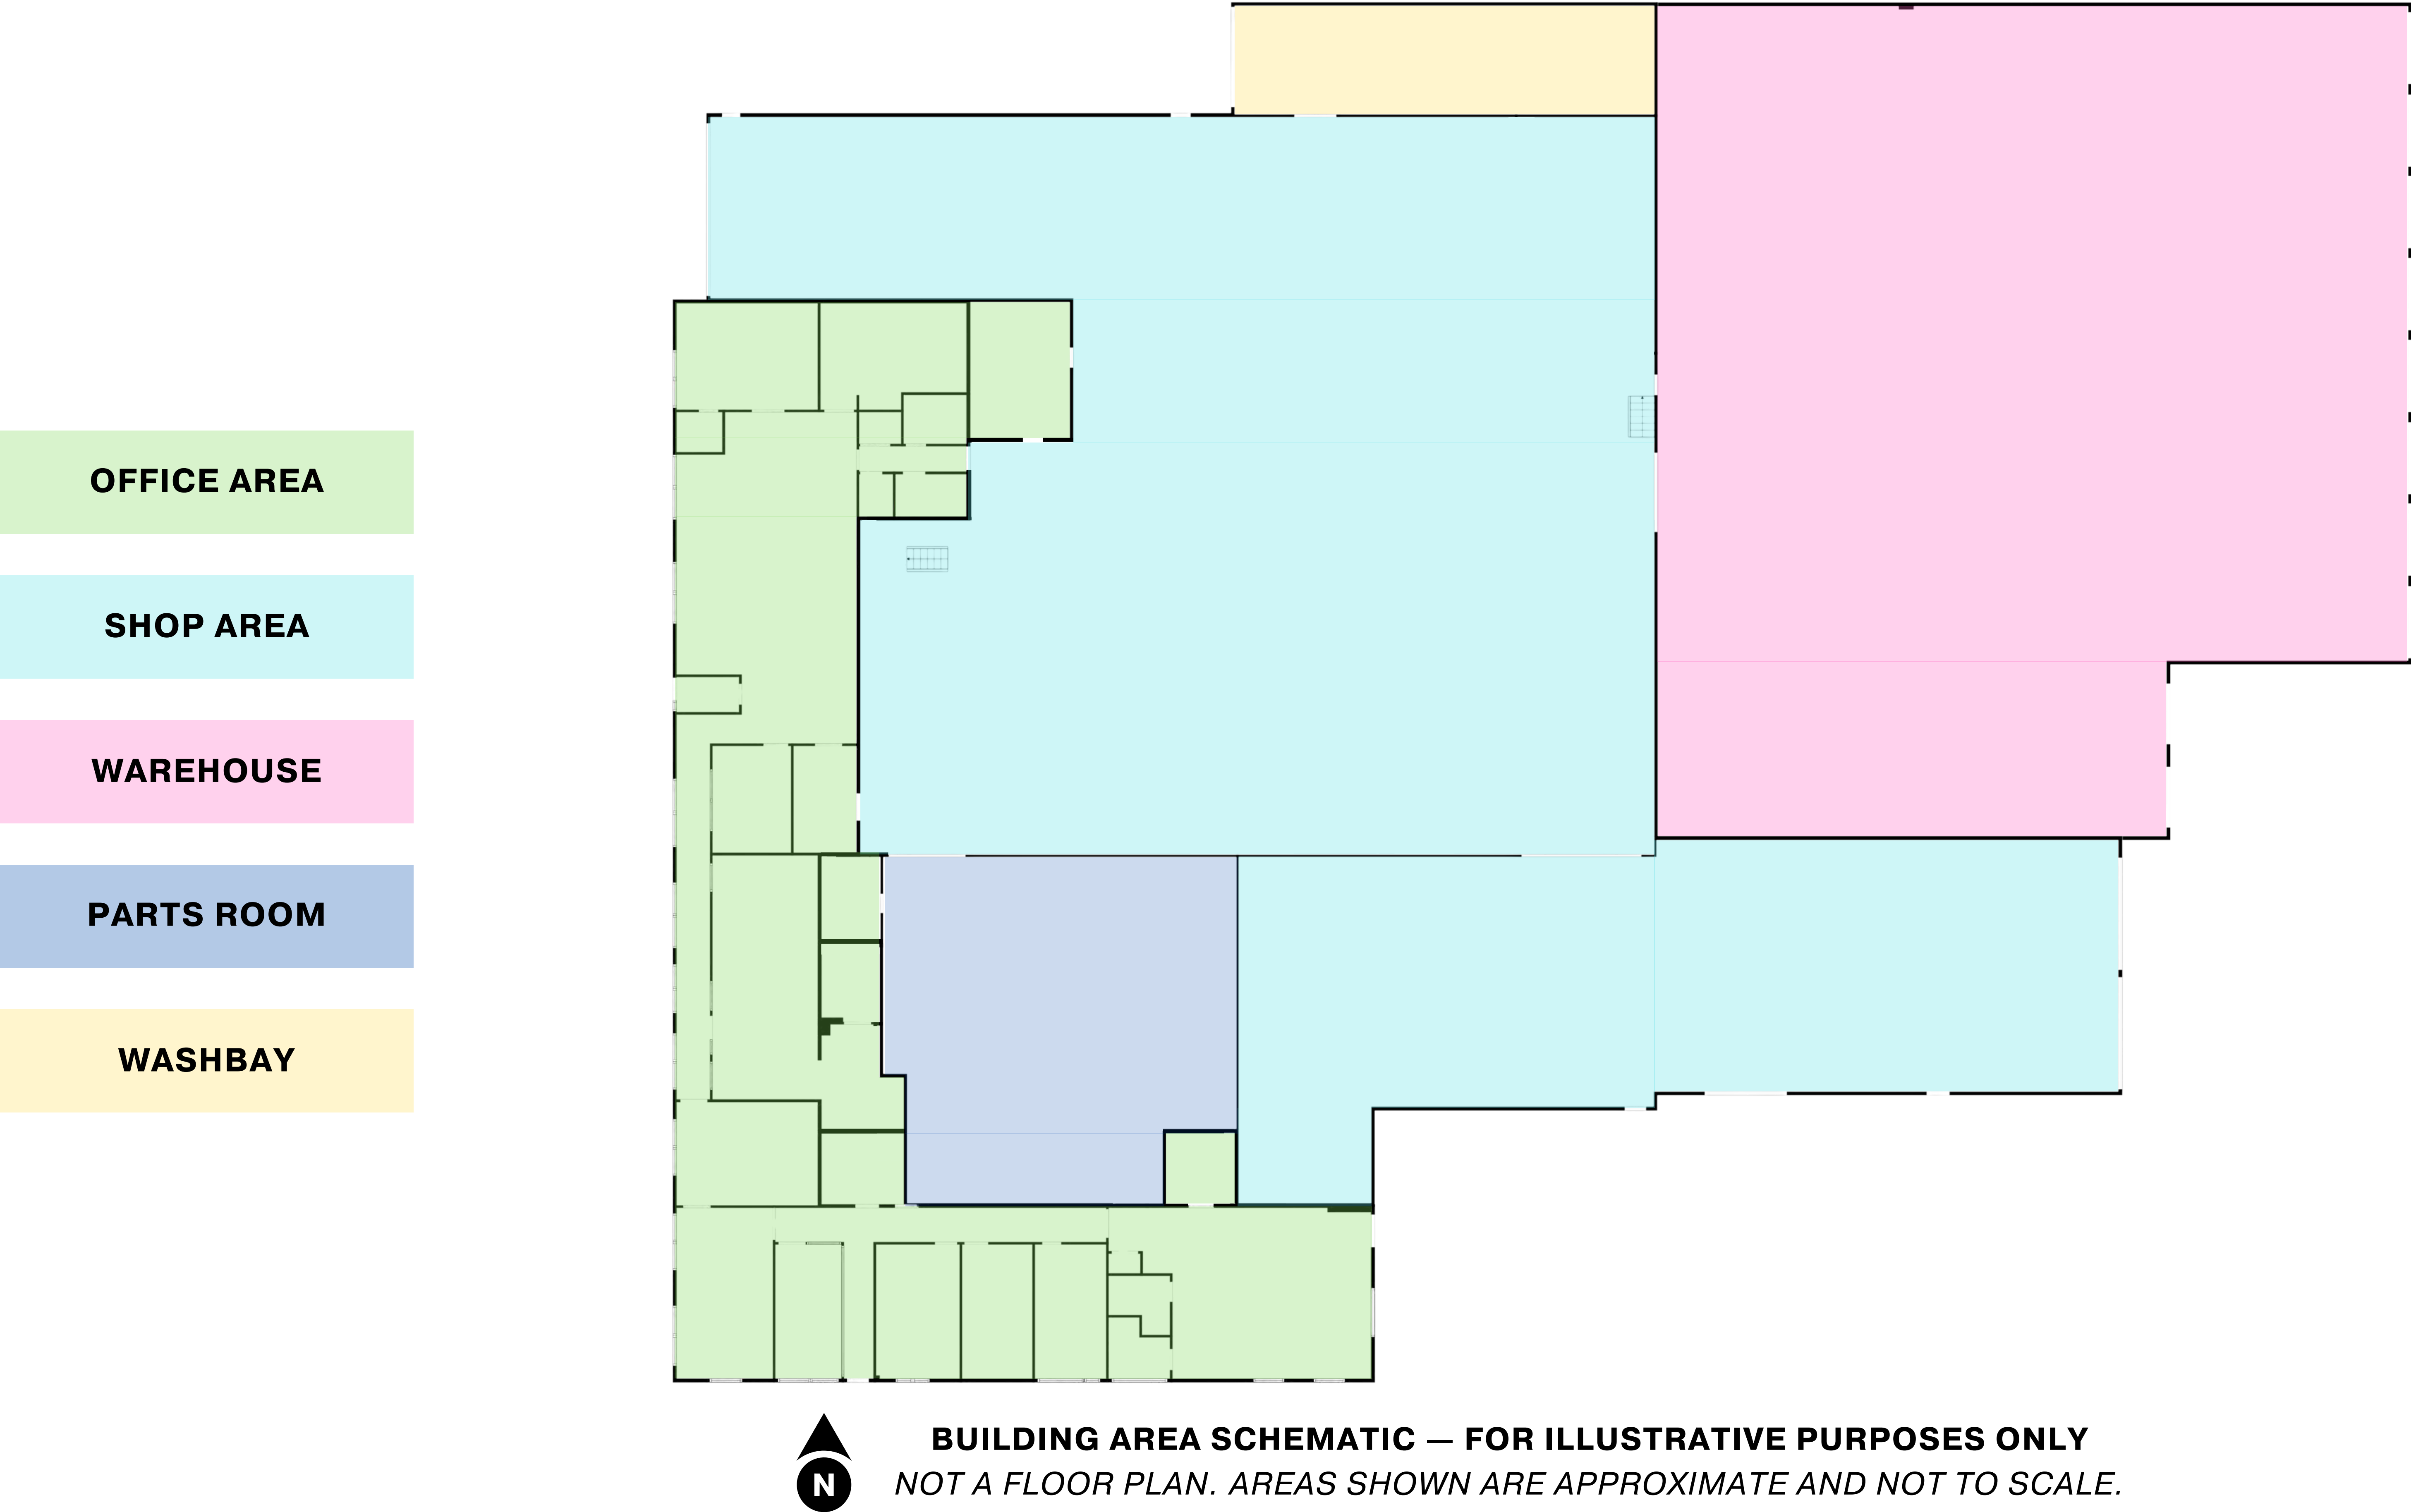 OFFICE AREA
SHOP AREA
WAREHOUSE
PARTS ROOM
WASHBAY
BUILDING AREA SCHEMATIC — FOR ILLUSTRATIVE PURPOSES ONLY
NOT A FLOOR PLAN. AREAS SHOWN ARE APPROXIMATE AND NOT TO SCALE.
N